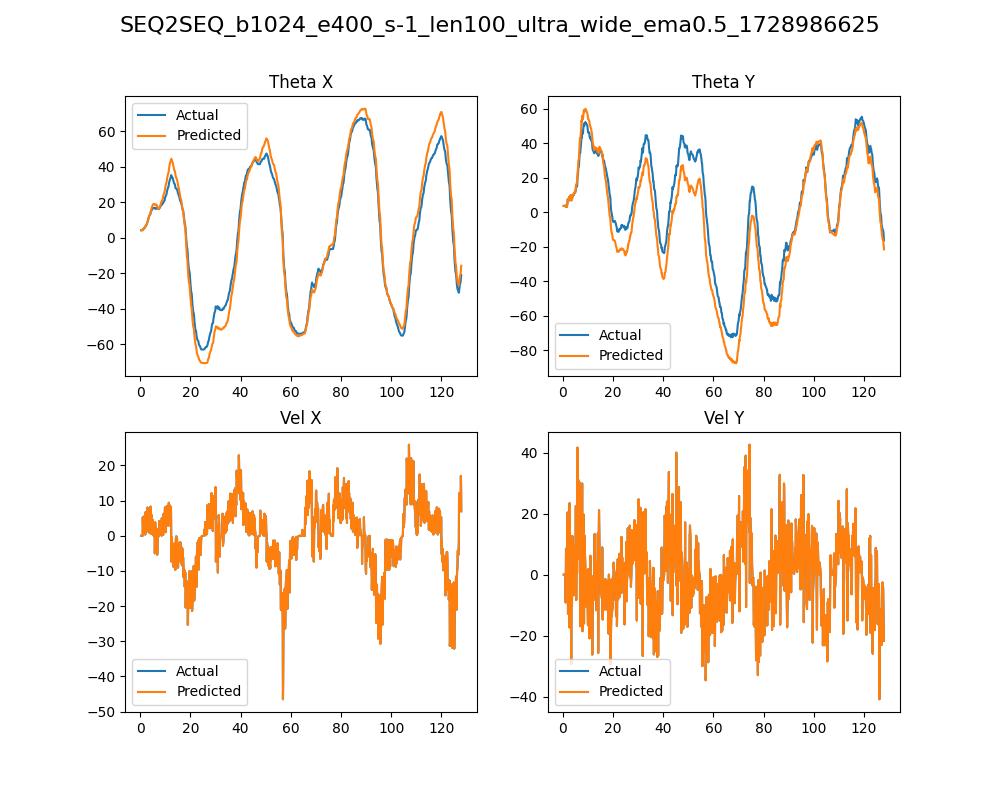 SEQ2SEQ_b1024_e400_s-1_len100_ultra_wide_ema0.5_1728986625
Theta X
Actual
Predicted
60
40
20
0
−20
−40
−60
0 20 40 60 80 100 120
Theta Y
60
40
20
0
−20
−40
−60
−80
Actual
Predicted
0 20 40 60 80 100 120
Vel X
20
10
0
−10
−20
−30
−40
−50
Actual
Predicted
0 20 40 60 80 100 120
Vel Y
40
20
0
−20
−40
Actual
Predicted
0 20 40 60 80 100 120